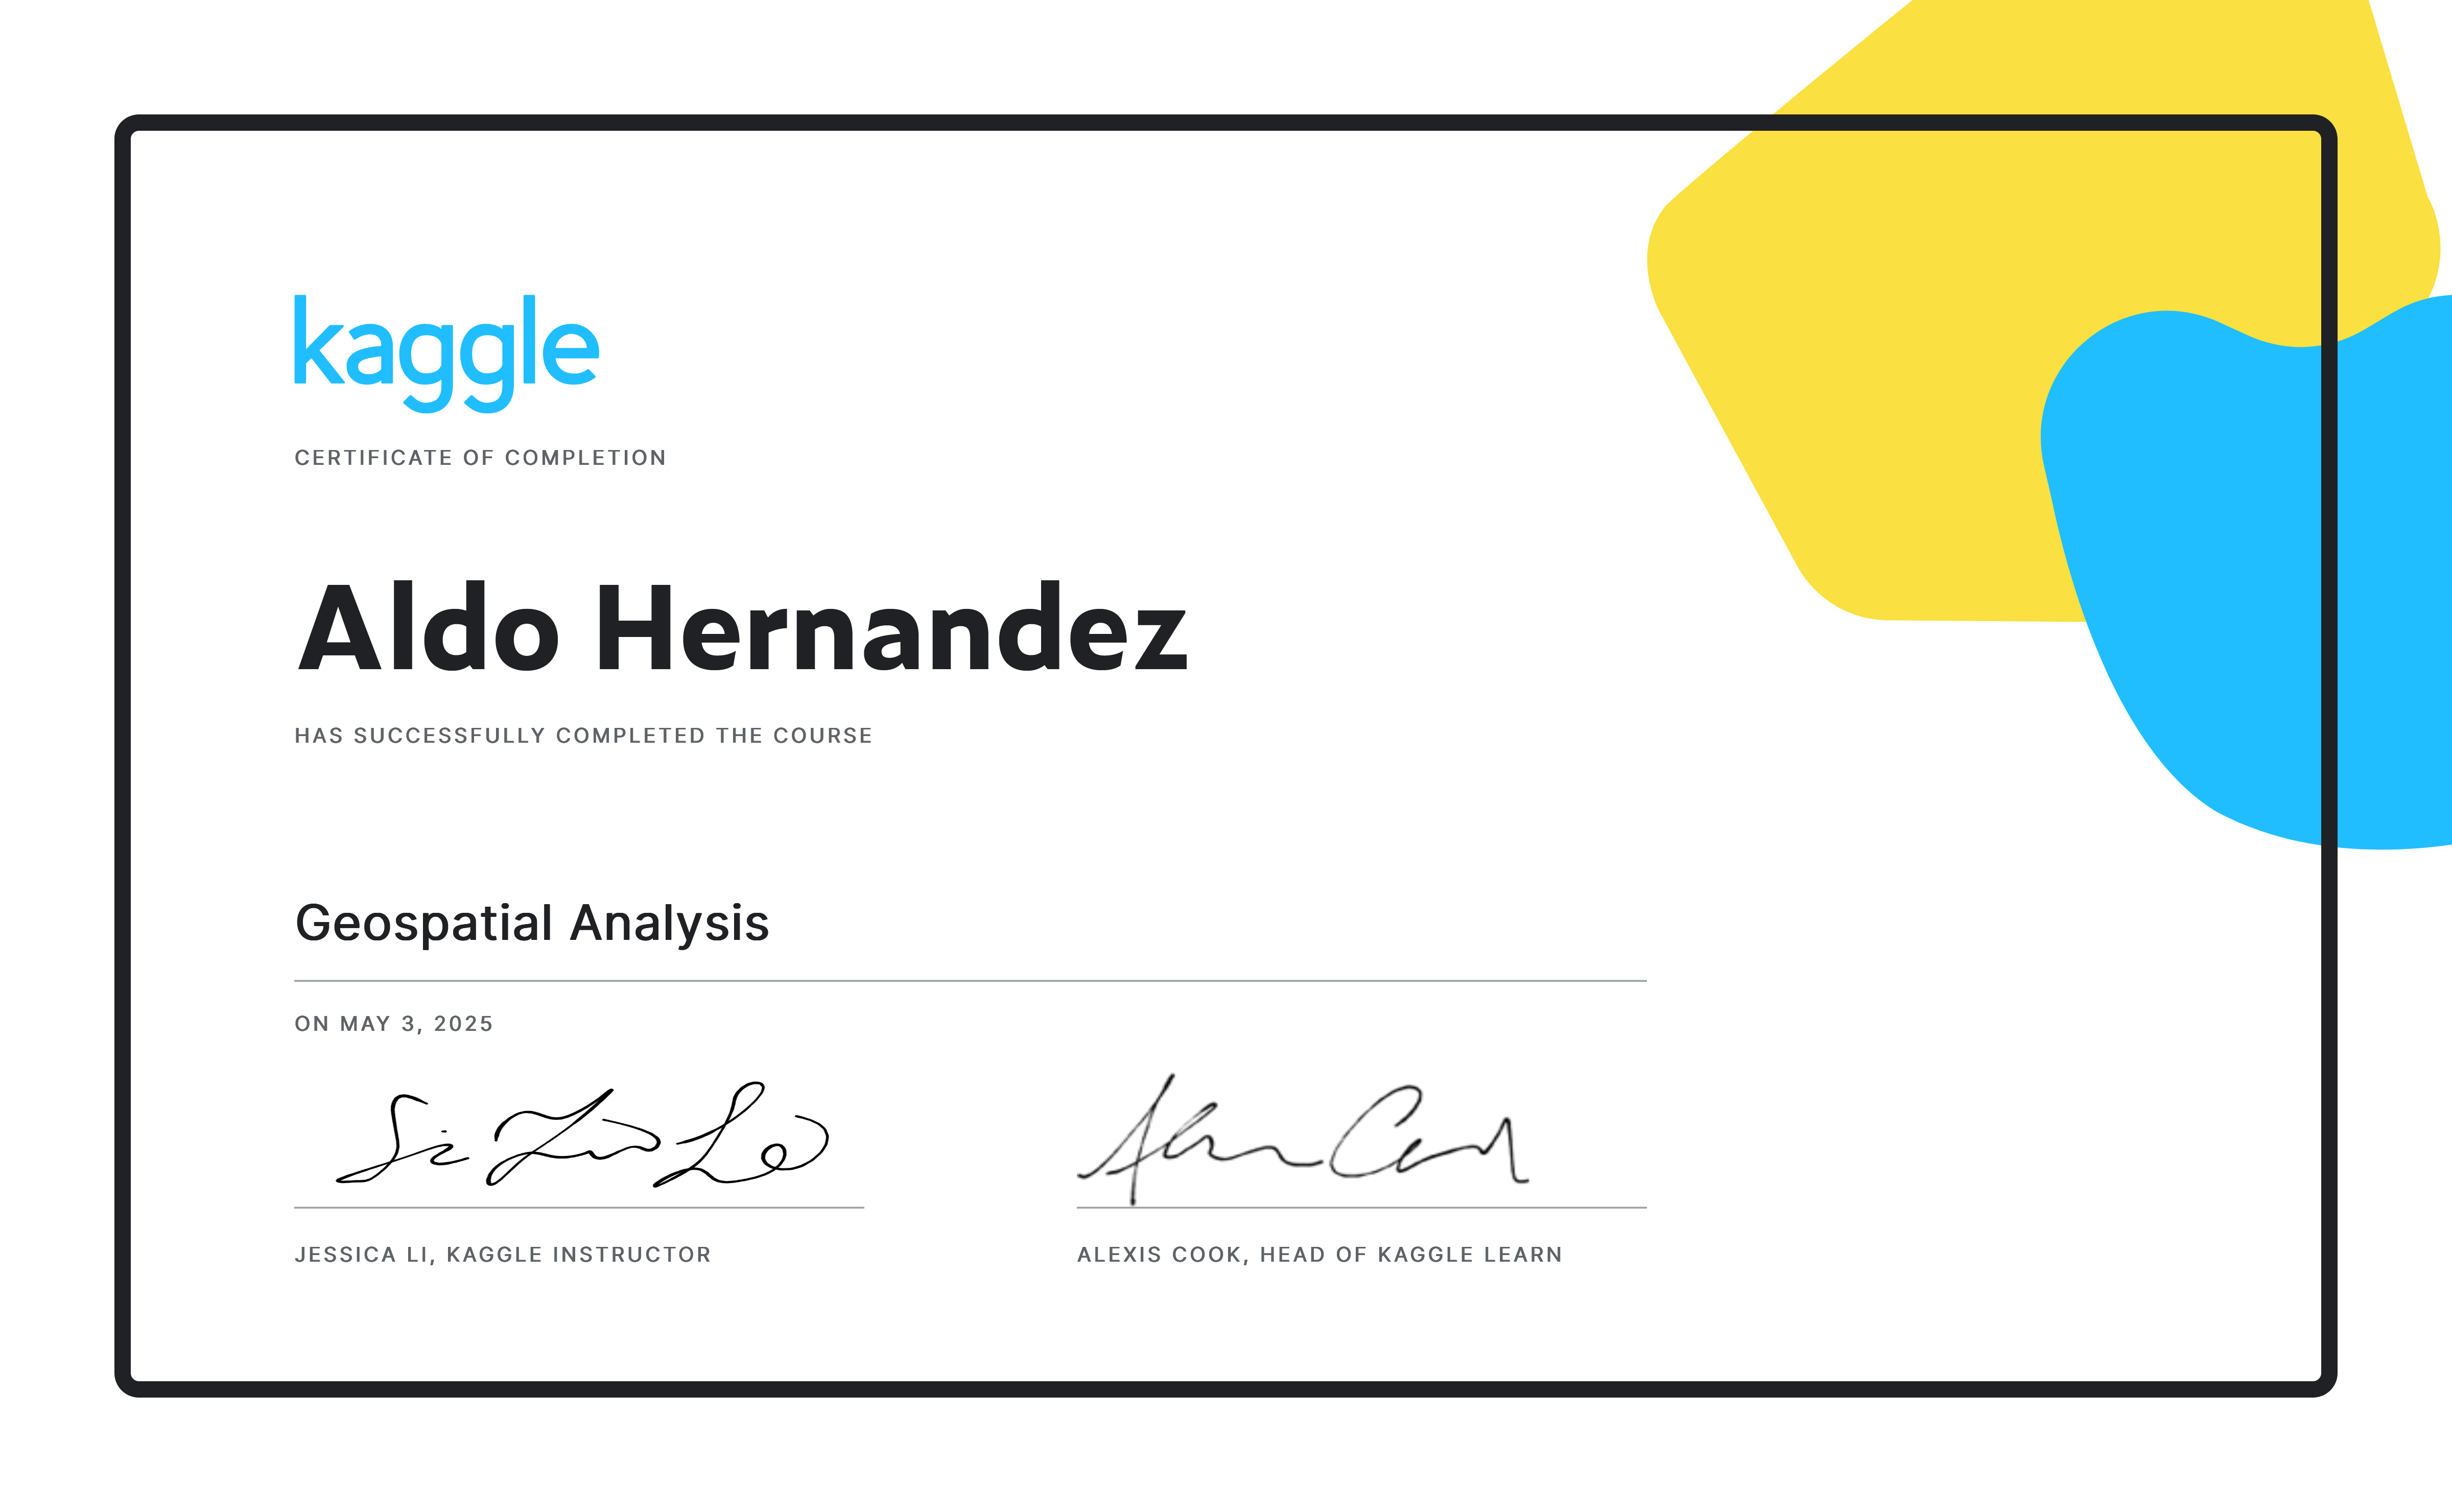 kaggle
CERTIFICATE OF COMPLETION
Aldo Hernandez
HAS SUCCESSFULLY COMPLETED THE COURSE
Geospatial Analysis
ON MAY 3, 2025
JESSICA LI, KAGGLE INSTRUCTOR
ALEXIS COOK, HEAD OF KAGGLE LEARN